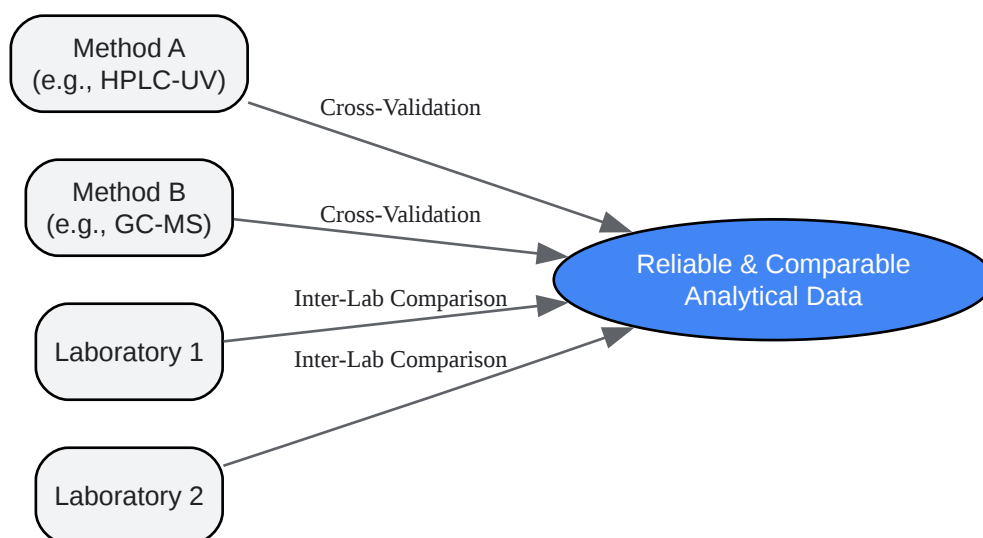 Method A
(e.g., HPLC-UV)
Cross-Validation
Method B
(e.g., GC-MS)
Cross-Validation
Reliable & Comparable
Analytical Data
Inter-Lab Comparison
Laboratory 1
Inter-Lab Comparison
Laboratory 2